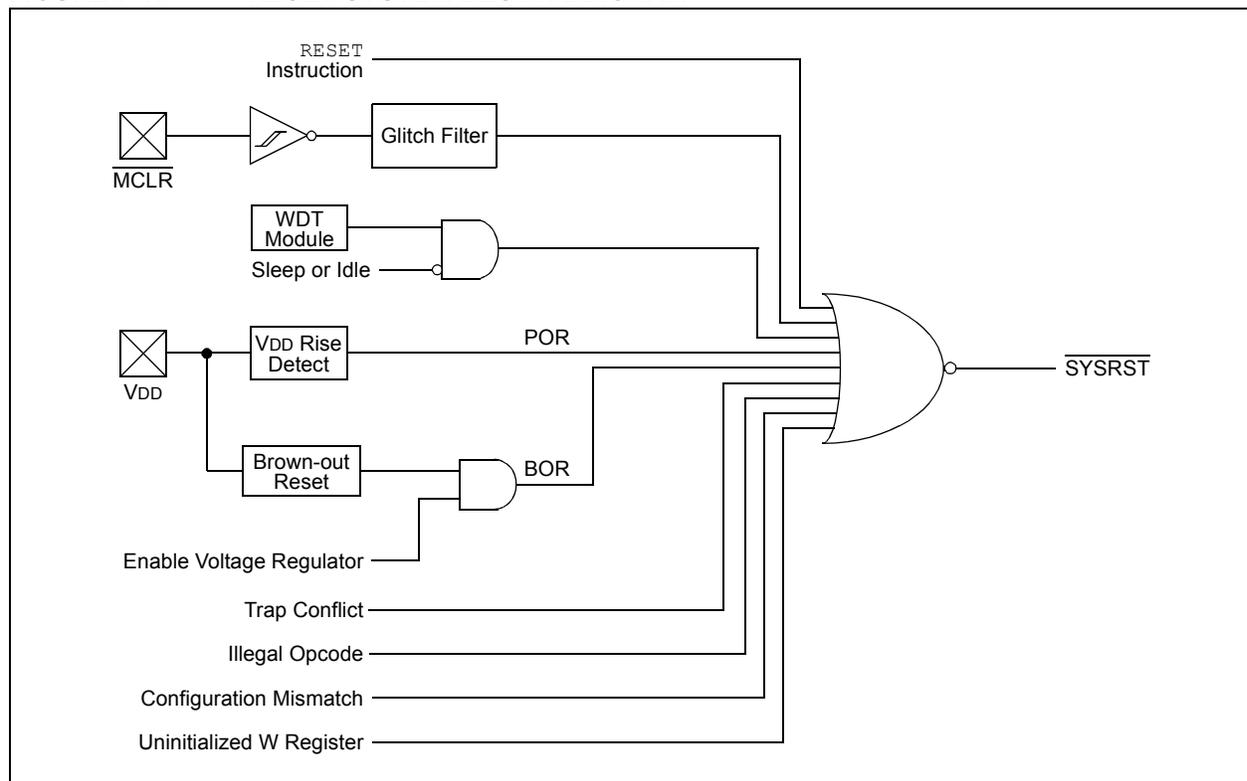 RESET
Instruction
Glitch Filter
MCLR
WDT
Module
Sleep or Idle
VDD Rise
Detect
POR
VDD
SYSRST
Brown-out
Reset
BOR
Enable Voltage Regulator
Trap Conflict
Illegal Opcode
Configuration Mismatch
Uninitialized W Register